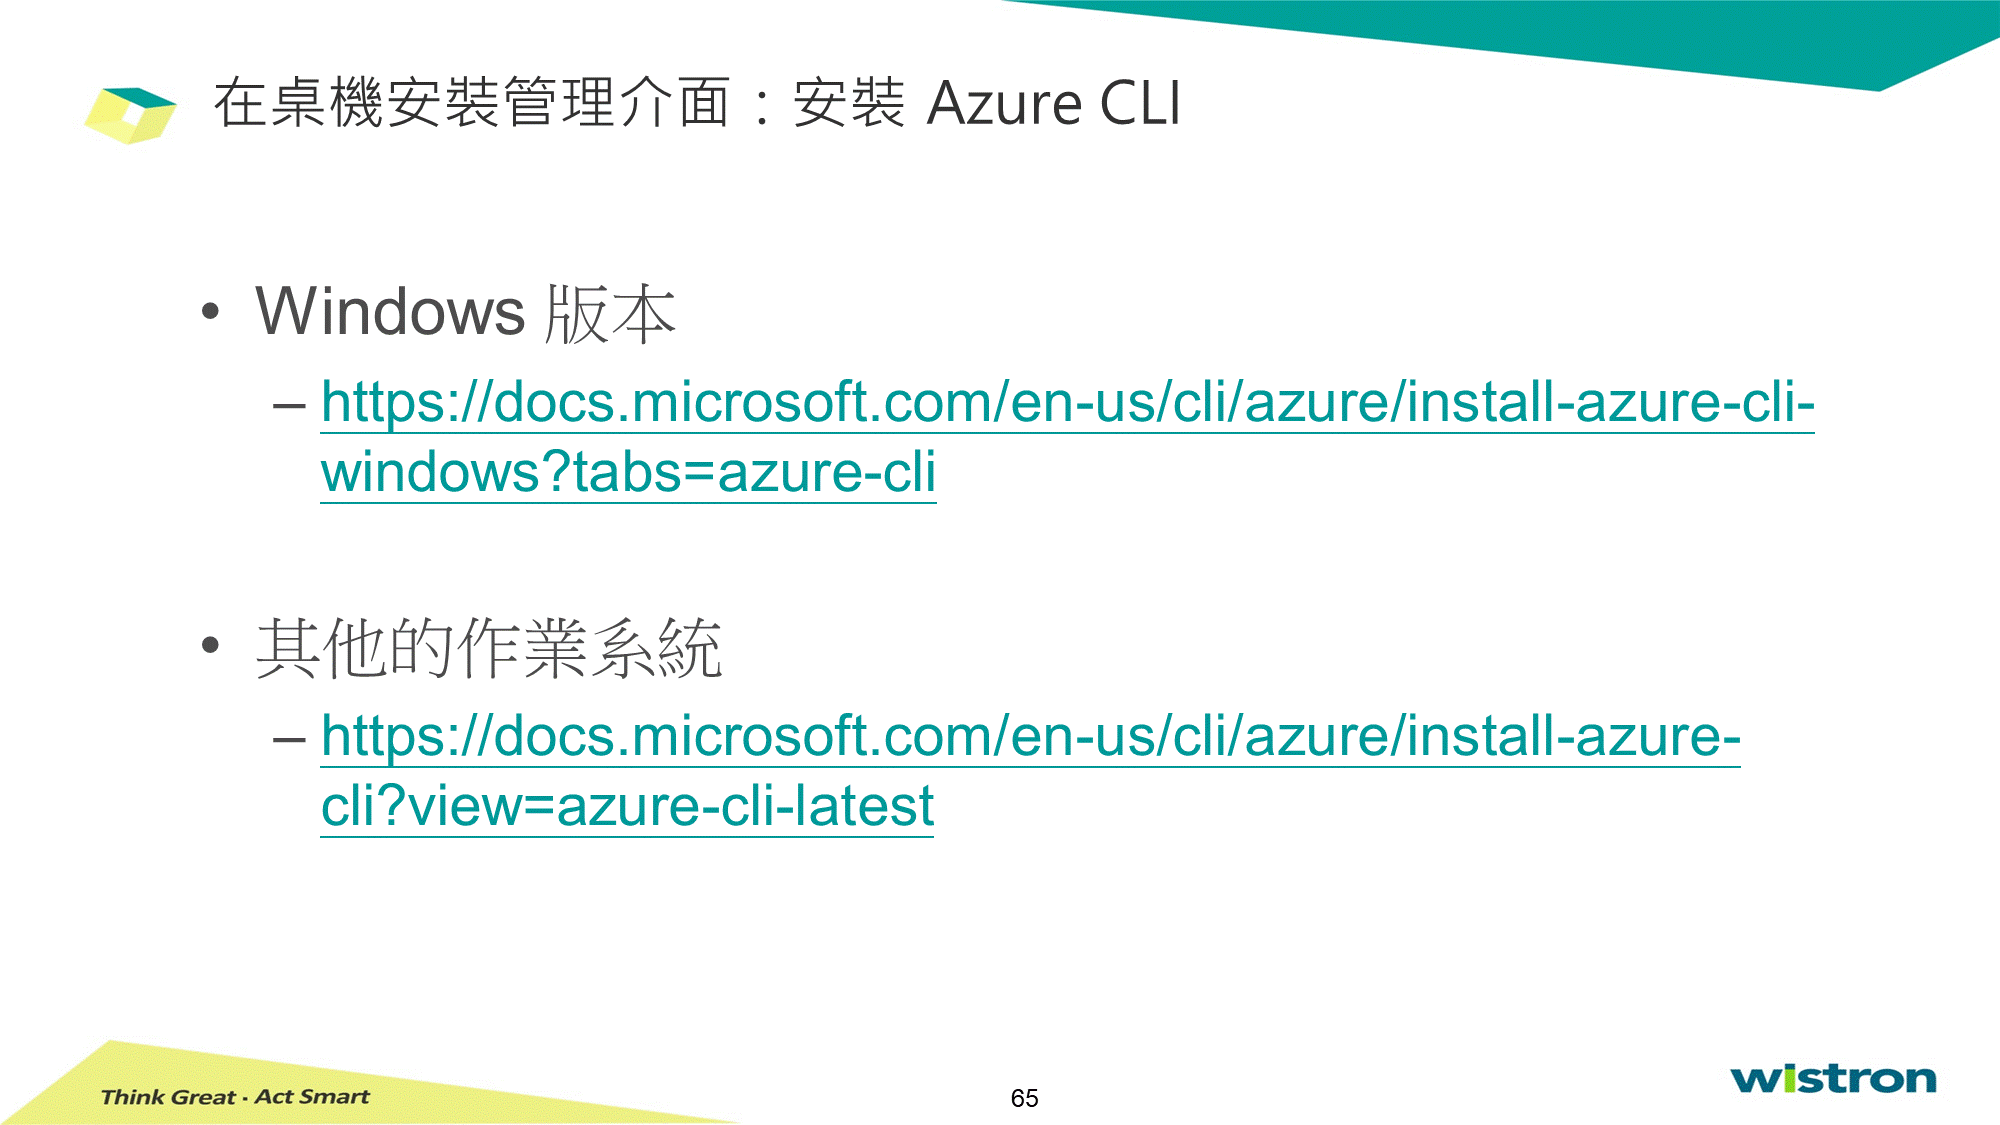 在桌機安裝管理介面：安裝 Azure CLI
• Windows 版本
– https://docs.microsoft.com/en-us/cli/azure/install-azure-cli-
windows?tabs=azure-cli
• 其他的作業系統
– https://docs.microsoft.com/en-us/cli/azure/install-azure-
cli?view=azure-cli-latest
Think Great · Act Smart
65
wistron